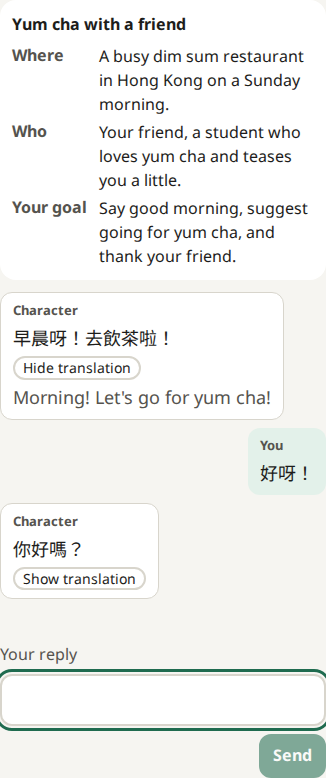 Yum cha with a friend
Where
A busy dim sum restaurant
in Hong Kong on a Sunday
morning.
Who
Your friend, a student who
loves yum cha and teases
you a little.
Your goal
Say good morning, suggest
going for yum cha, and
thank your friend.
Character
早晨呀！去飲茶啦！
Hide translation
Morning! Let's go for yum cha!
You
好呀！
Character
你好嗎？
Show translation
Your reply
Send